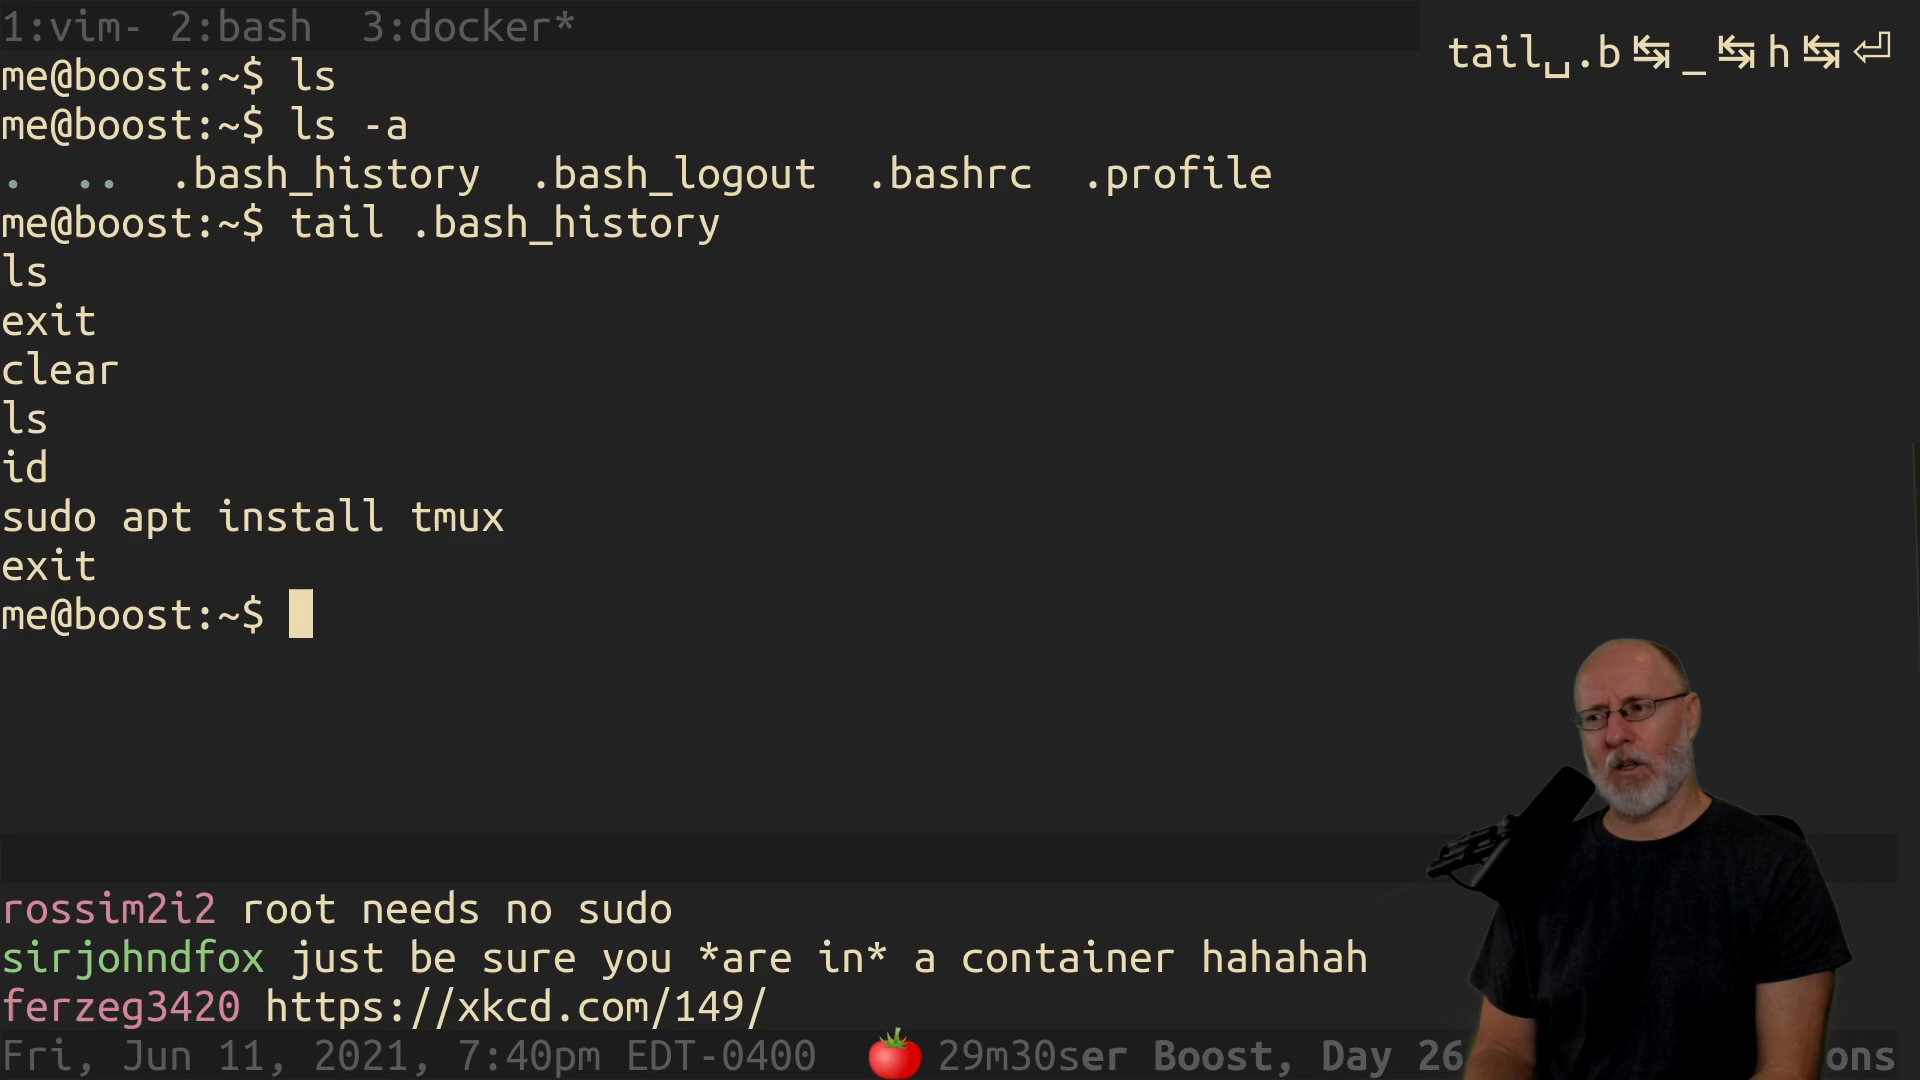 1:vim- 2:bash  3:docker*
tail␣.b↹_↹h↹⏎
me@boost:~$ ls
me@boost:~$ ls -a
.  ..  .bash_history  .bash_logout  .bashrc  .profile
me@boost:~$ tail .bash_history
ls
exit
clear
ls
id
sudo apt install tmux
exit
me@boost:~$
rossim2i2 root needs no sudo
sirjohndfox just be sure you *are in* a container hahahah
ferzeg3420 https://xkcd.com/149/
Fri, Jun 11, 2021, 7:40pm EDT-0400 🍅 29m30ser Boost, Day 26